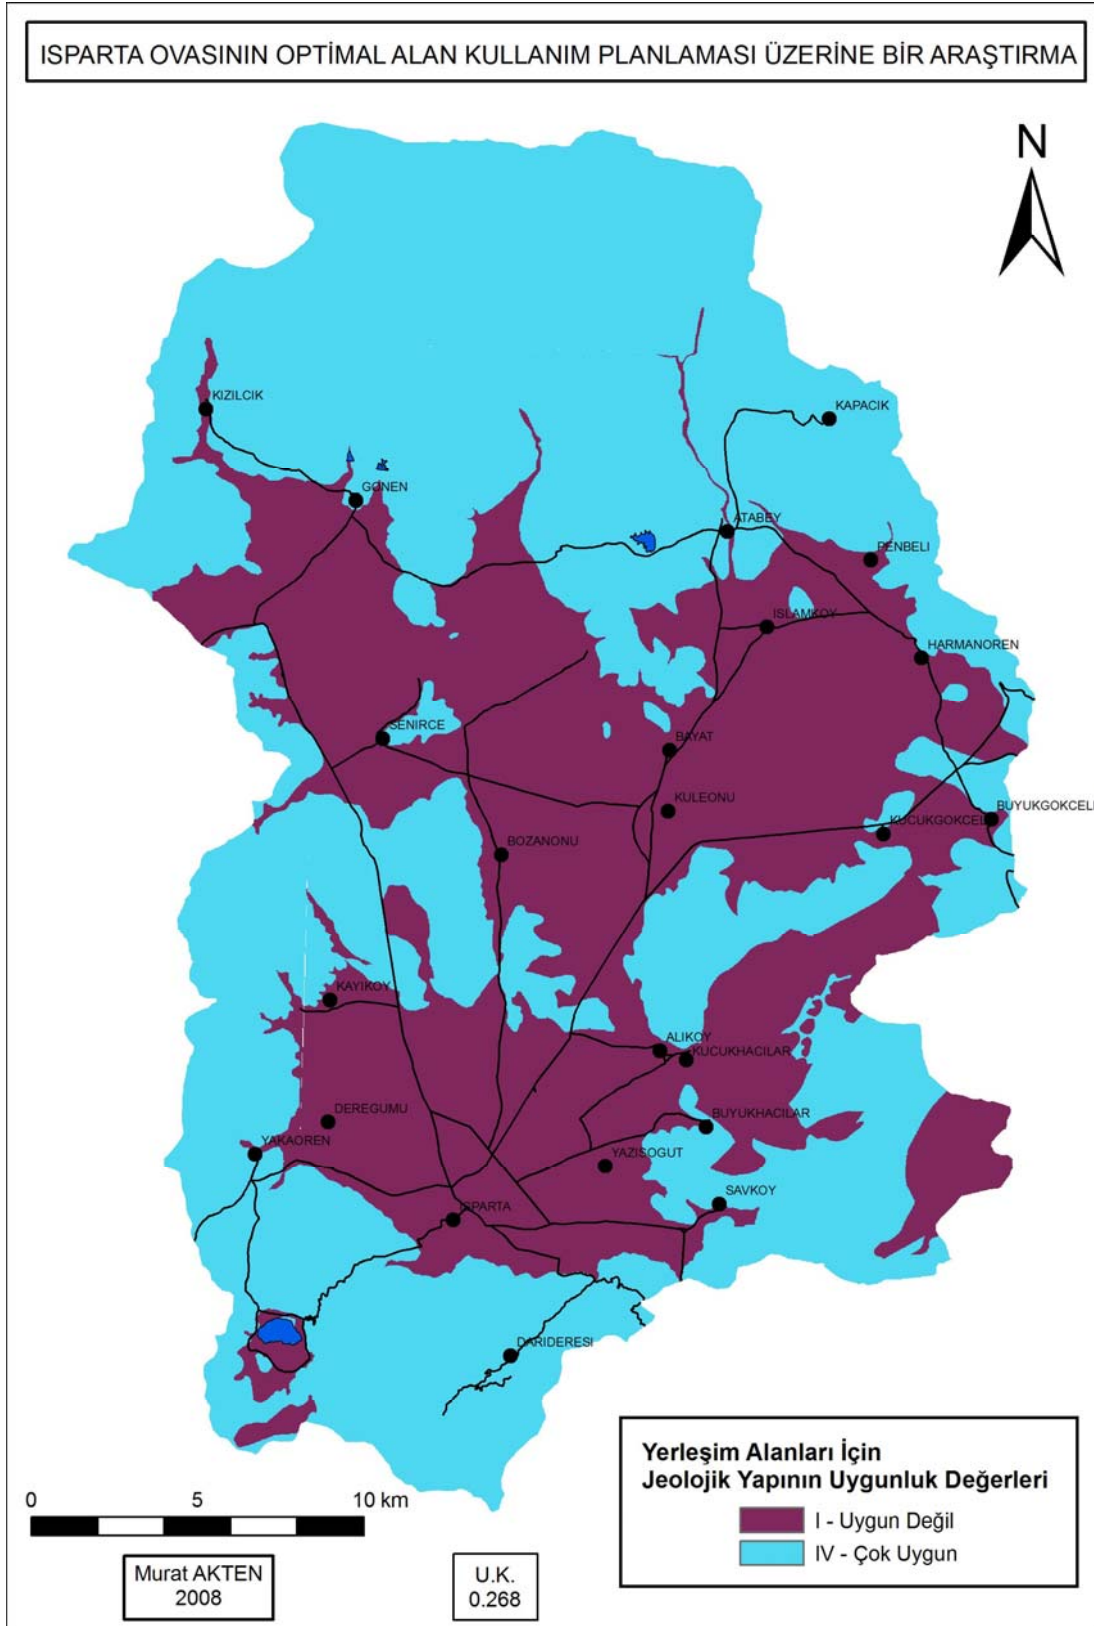 ISPARTA OVASININ OPTİMAL ALAN KULLANIM PLANLAMASI ÜZERİNE BİR ARAŞTIRMA
N
KIZILCIK
KAPACIK
GONEN
ATABEY
PENBELI
ISLAMKOY
HARMANOREN
SENIRCE
BAYAT
KULEONU
BUYUKGOKCELI
KUCUKGOKCELI
BOZANONU
KAYIKOY
ALIKOY
KUCUKHACILAR
DEREGUMU
BUYUKHACILAR
YAKAOREN
YAZISOGUT
SAVKOY
ISPARTA
DARIDERESI
Yerleşim Alanları İçin
Jeolojik Yapının Uygunluk Değerleri
I - Uygun Değil
IV - Çok Uygun
0 5 10 km
Murat AKTEN
2008
U.K.
0.268